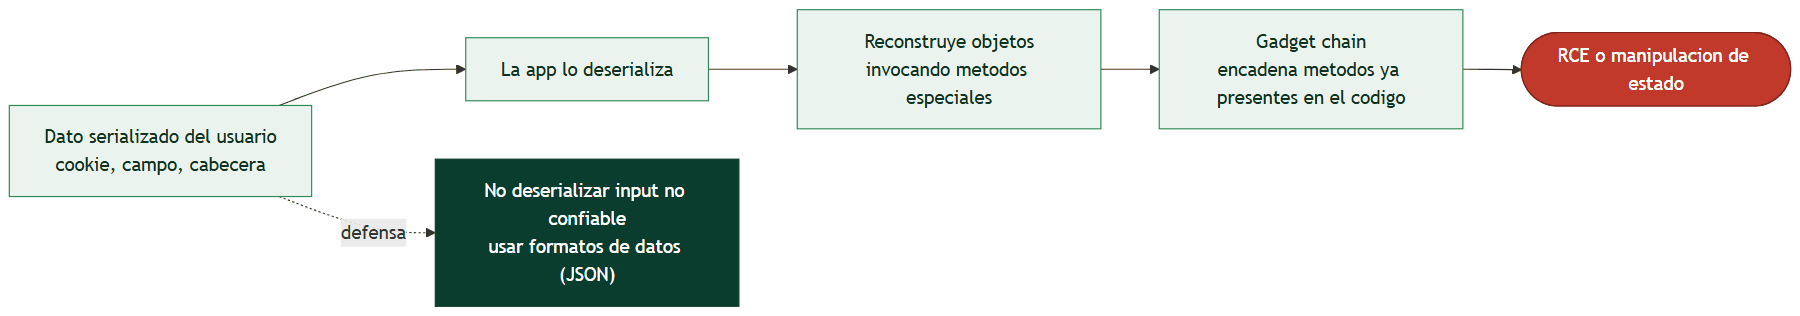 Dato serializado del usuario
cookie, campo, cabecera
La app lo deserializa
Reconstruye objetos
invocando metodos
especiales
Gadget chain
encadena metodos ya
presentes en el codigo
RCE o manipulacion de
estado
defensa
No deserializar input no
confiable
usar formatos de datos
(JSON)